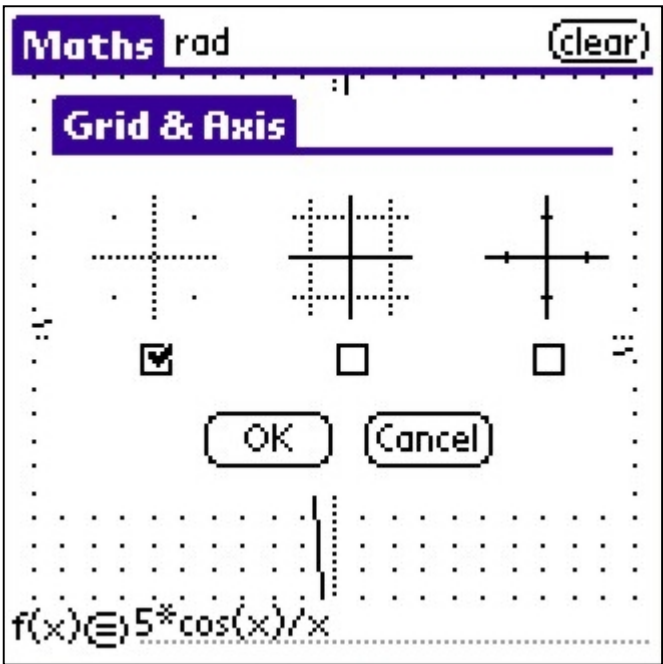 Maths rad clear
Grid & Axis
OK Cancel
f(x)=5*cos(x)/x